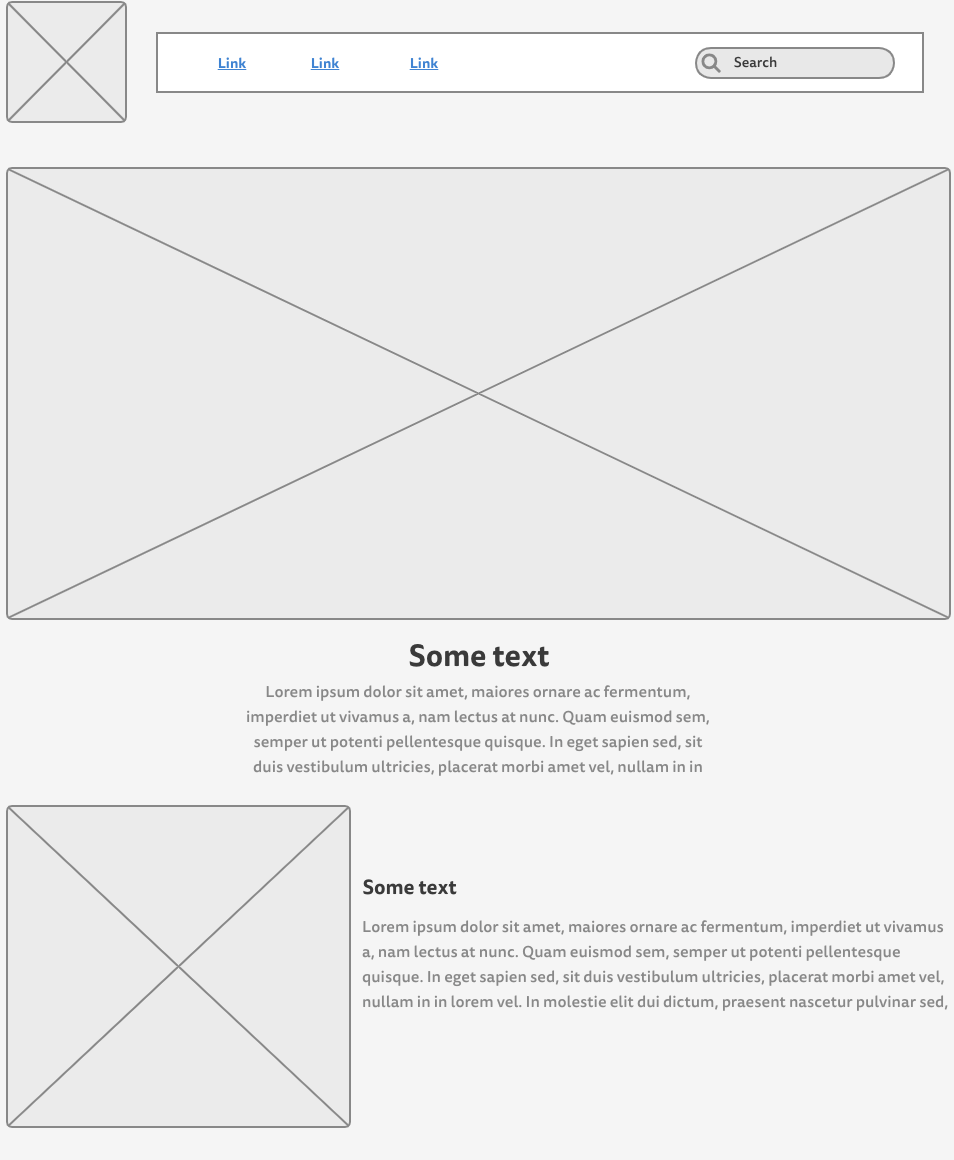 Link Link Link Search
Some text
Lorem ipsum dolor sit amet, maiores ornare ac fermentum,
imperdiet ut vivamus a, nam lectus at nunc. Quam euismod sem,
semper ut potenti pellentesque quisque. In eget sapien sed, sit
duis vestibulum ultricies, placerat morbi amet vel, nullam in in
Some text
Lorem ipsum dolor sit amet, maiores ornare ac fermentum, imperdiet ut vivamus
a, nam lectus at nunc. Quam euismod sem, semper ut potenti pellentesque
quisque. In eget sapien sed, sit duis vestibulum ultricies, placerat morbi amet vel,
nullam in in lorem vel. In molestie elit dui dictum, praesent nascetur pulvinar sed,